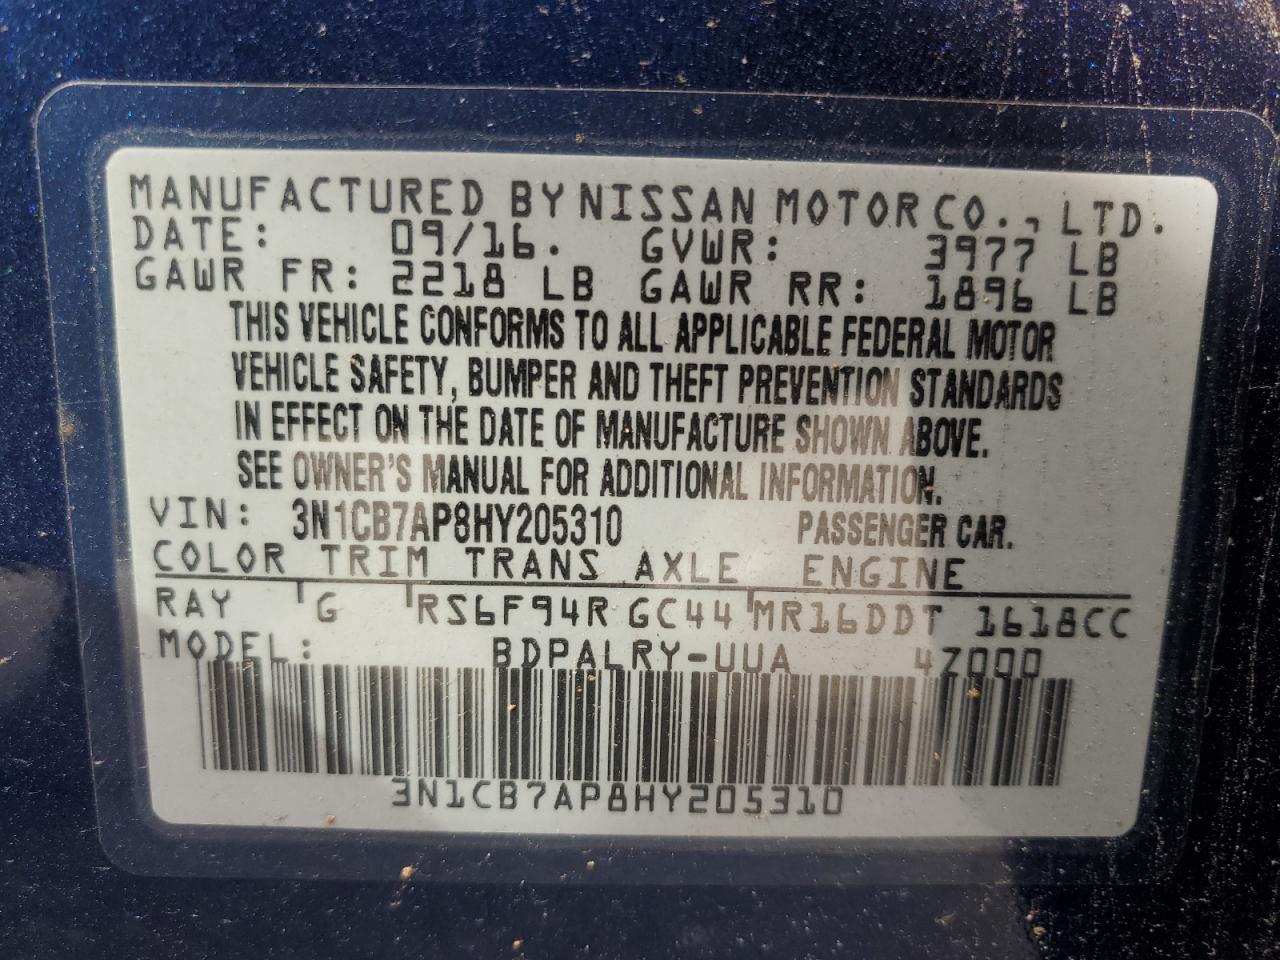 MANUFACTURED BY NISSAN MOTOR CO., LTD.
DATE: 09/16. GVWR: 3977 LB
GAWR FR: 2218 LB GAWR RR: 1896 LB
THIS VEHICLE CONFORMS TO ALL APPLICABLE FEDERAL MOTOR
VEHICLE SAFETY, BUMPER AND THEFT PREVENTION STANDARDS
IN EFFECT ON THE DATE OF MANUFACTURE SHOWN ABOVE.
SEE OWNER'S MANUAL FOR ADDITIONAL INFORMATION.
VIN: 3N1CB7AP8HY205310 PASSENGER CAR.
COLOR TRIM TRANS AXLE ENGINE
RAY G RS6F94R GC44 MR16DDT 1618CC
MODEL: BDPALRY-UUA 4Z000
3N1CB7AP8HY205310